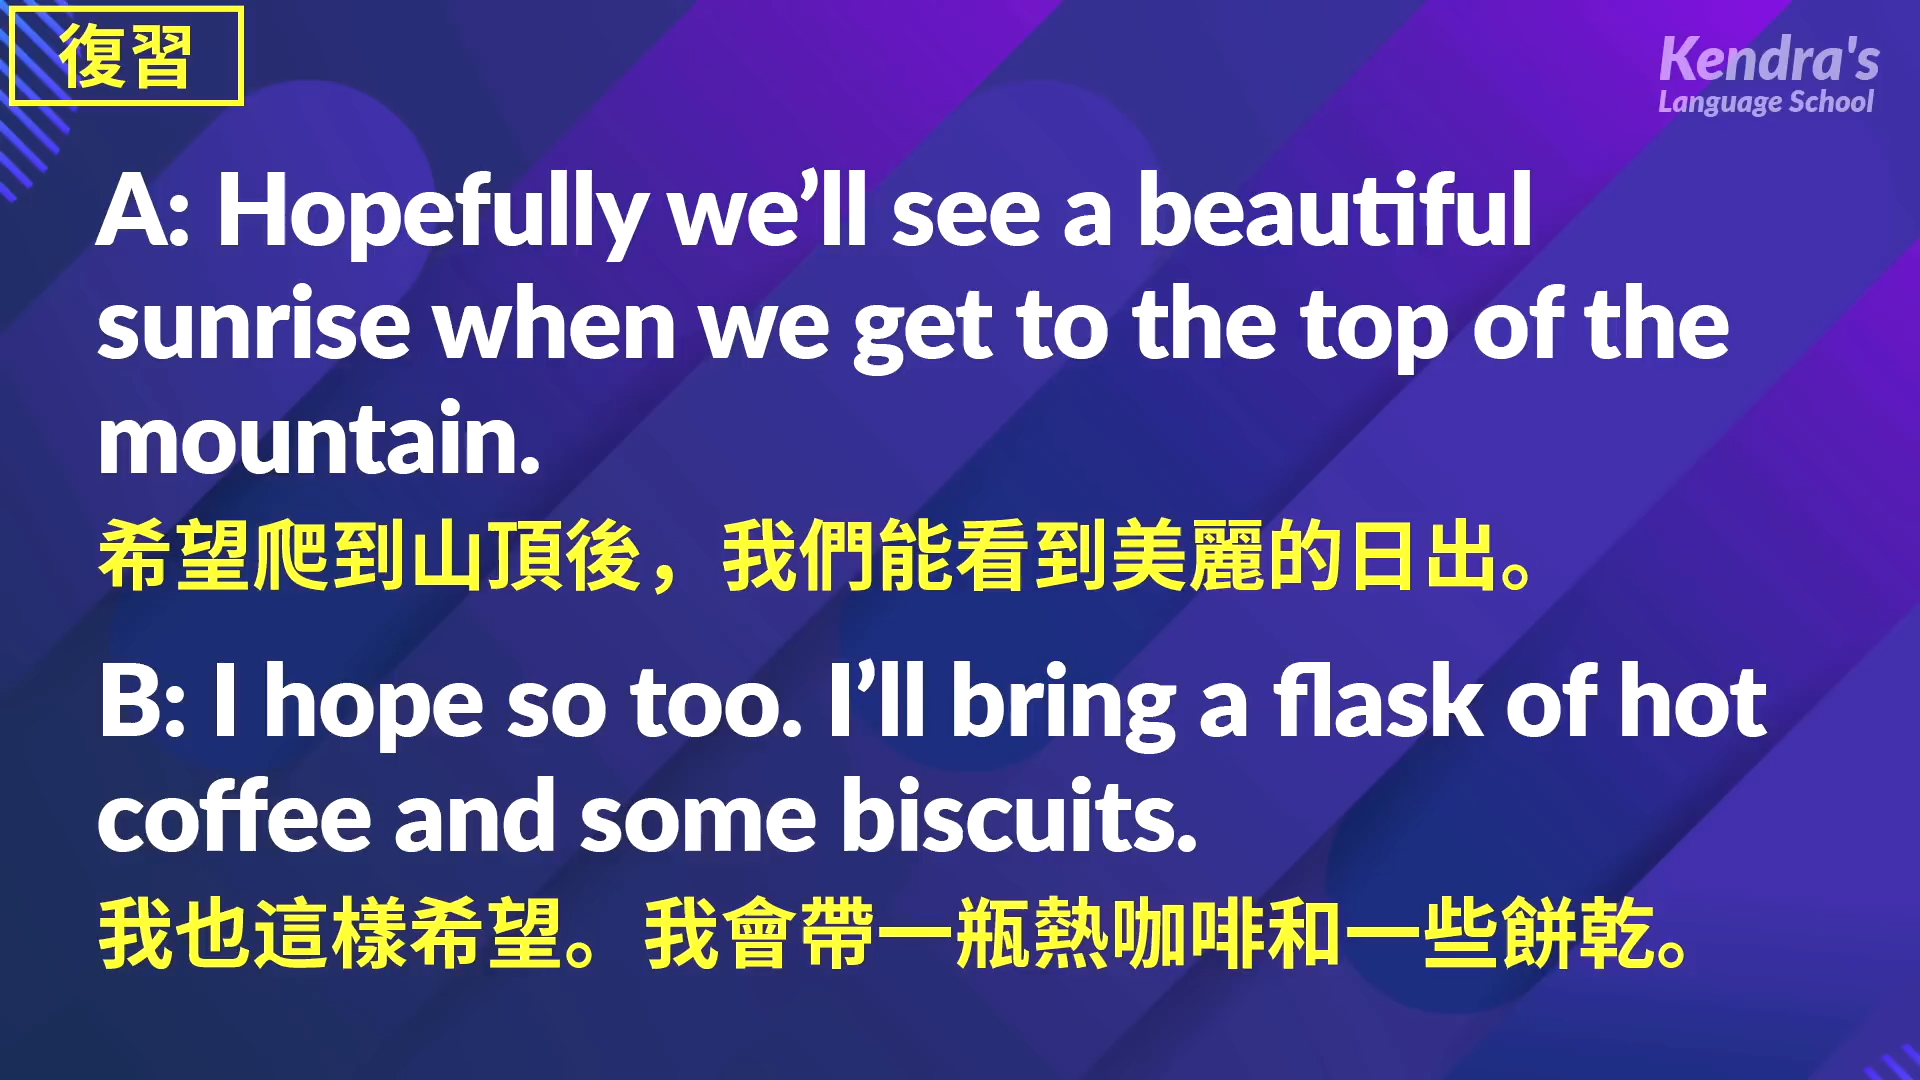 復習
Kendra's
Language School
A: Hopefully we’ll see a beautiful
sunrise when we get to the top of the
mountain.
希望爬到山頂後，我們能看到美麗的日出。
B: I hope so too. I’ll bring a flask of hot
coffee and some biscuits.
我也這樣希望。我會帶一瓶熱咖啡和一些餅乾。